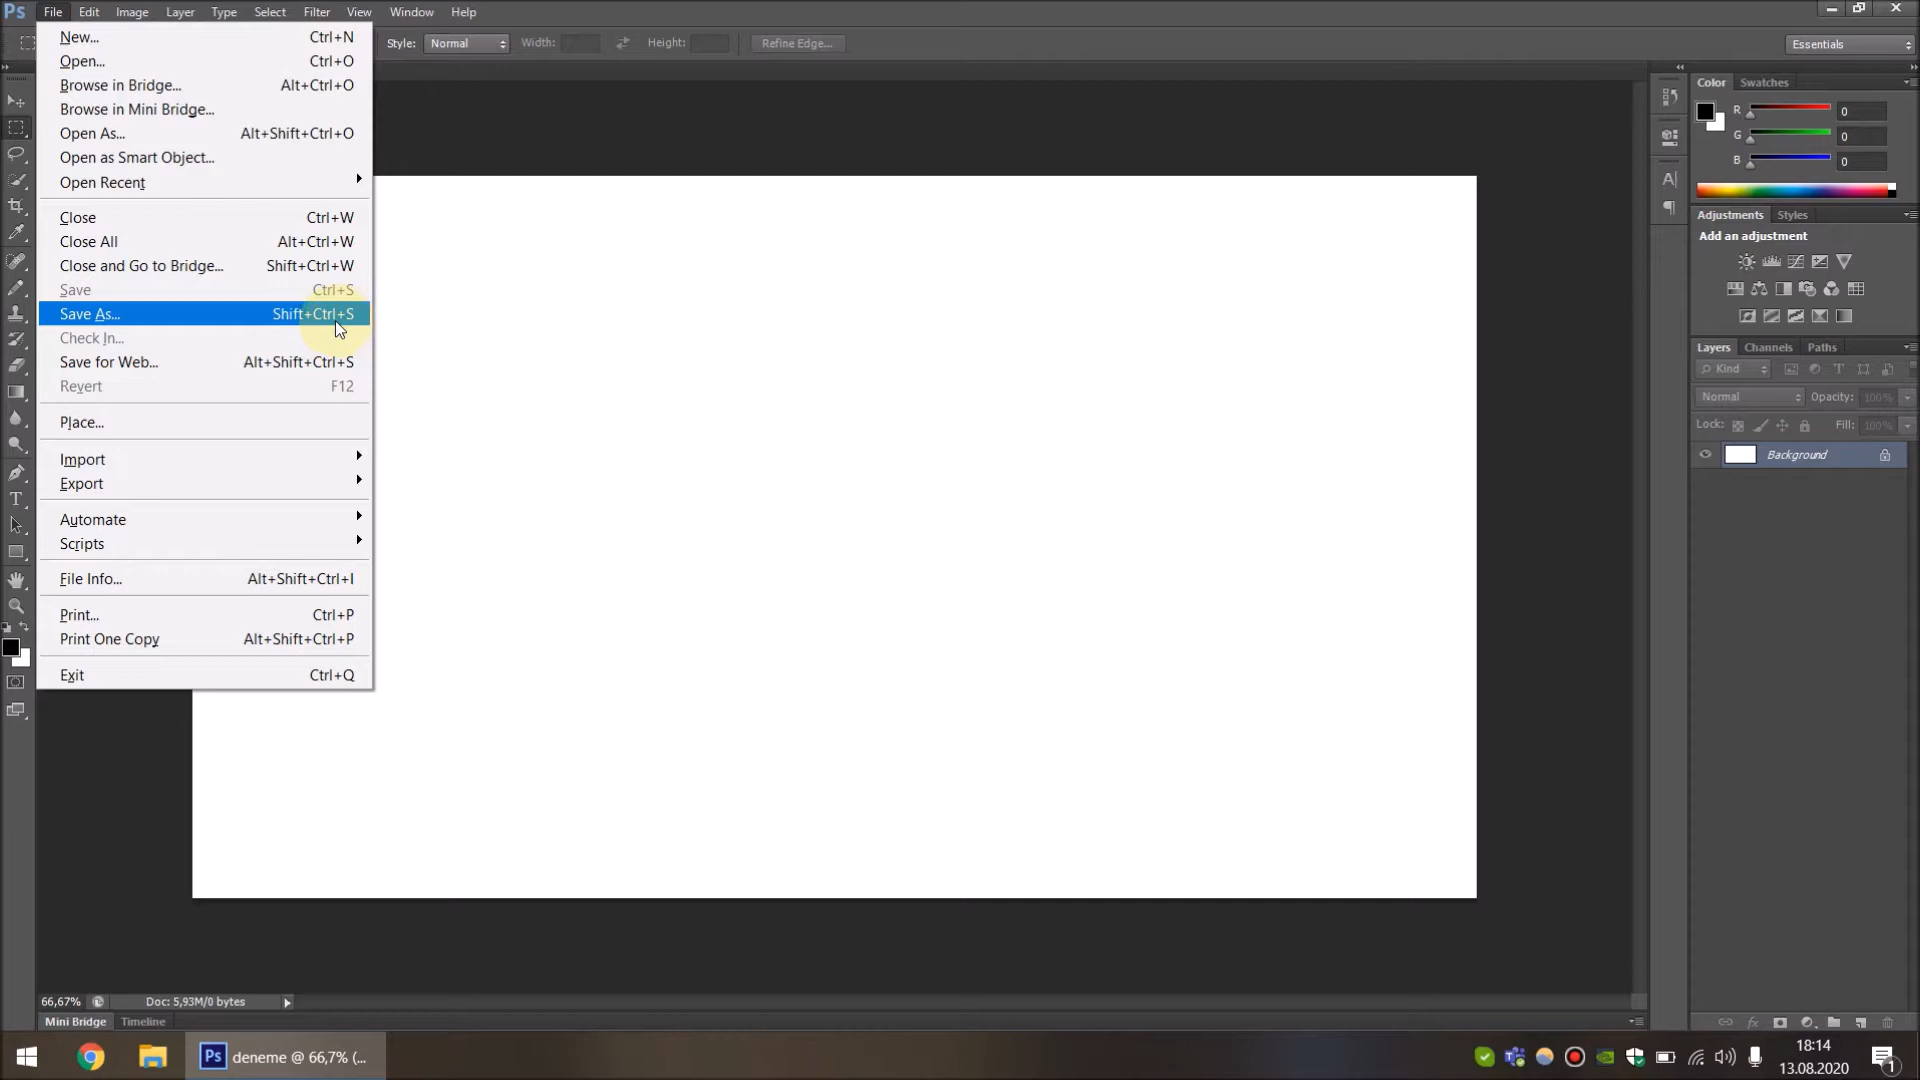 Ps File Edit Image Layer Type Select Filter View Window Help
Style: Normal Width: Height: Refine Edge... Essentials
New... Ctrl+N
Open... Ctrl+O
Browse in Bridge... Alt+Ctrl+O
Browse in Mini Bridge...
Open As... Alt+Shift+Ctrl+O
Open as Smart Object...
Open Recent
Close Ctrl+W
Close All Alt+Ctrl+W
Close and Go to Bridge... Shift+Ctrl+W
Save Ctrl+S
Save As... Shift+Ctrl+S
Check In...
Save for Web... Alt+Shift+Ctrl+S
Revert F12
Place...
Import
Export
Automate
Scripts
File Info... Alt+Shift+Ctrl+I
Print... Ctrl+P
Print One Copy Alt+Shift+Ctrl+P
Exit Ctrl+Q
Color Swatches
R 0
G 0
B 0
Adjustments Styles
Add an adjustment
Layers Channels Paths
Kind
Normal Opacity: 100%
Lock: Fill: 100%
Background
66,67% Doc: 5,93M/0 bytes
Mini Bridge Timeline
Ps deneme @ 66,7% (...
18:14
13.08.2020
1